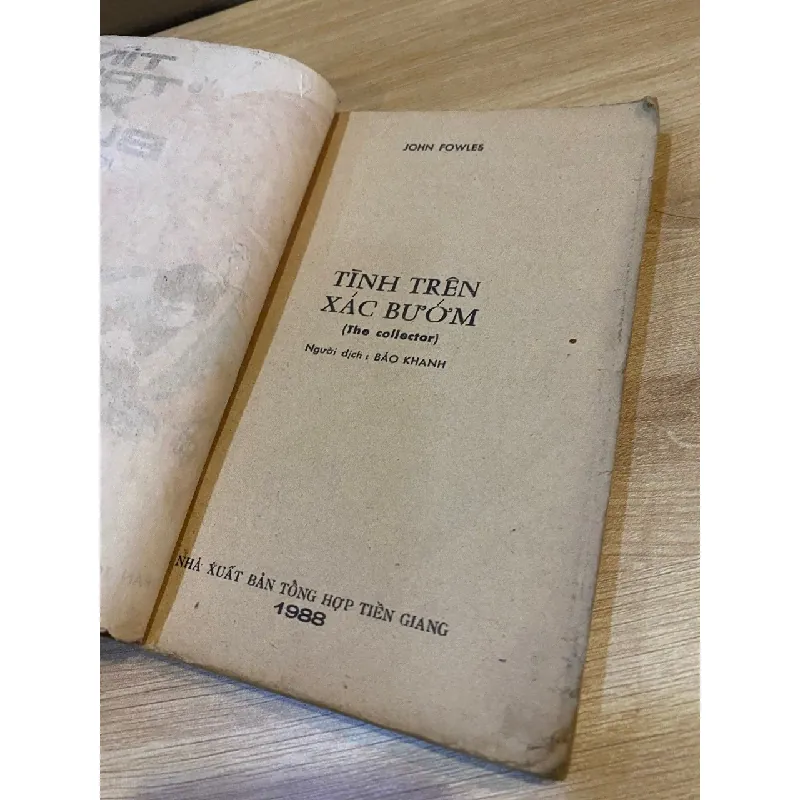 JOHN FOWLES
TÌNH TRÊN
XÁC BƯỚM
(The collector)
Người dịch : BẢO KHANH
NHÀ XUẤT BẢN TỔNG HỢP TIỀN GIANG
1988